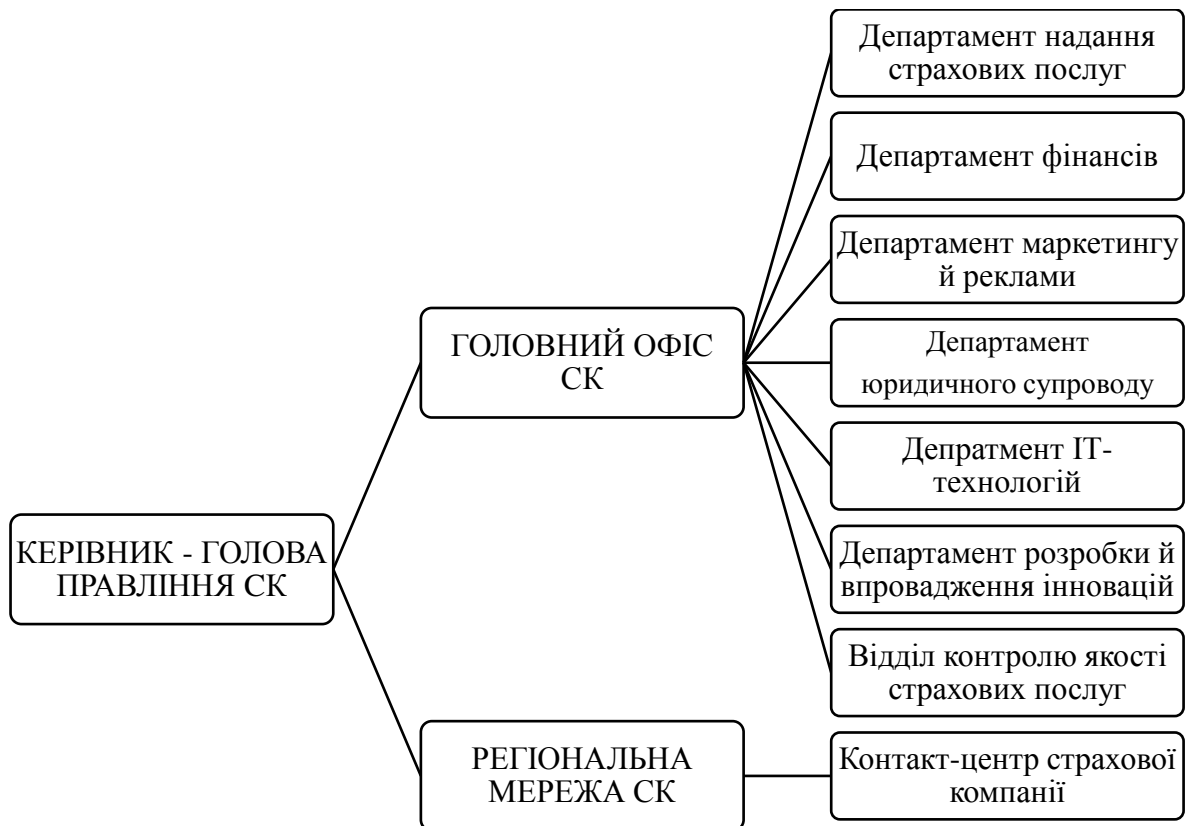 Департамент надання
страхових послуг
Департамент фінансів
Департамент маркетингу
й реклами
ГОЛОВНИЙ ОФІС
СК
Департамент
юридичного супроводу
Депратмент ІТ-
технологій
КЕРІВНИК - ГОЛОВА
ПРАВЛІННЯ СК
Департамент розробки й
впровадження інновацій
Відділ контролю якості
страхових послуг
РЕГІОНАЛЬНА
МЕРЕЖА СК
Контакт-центр страхової
компанії